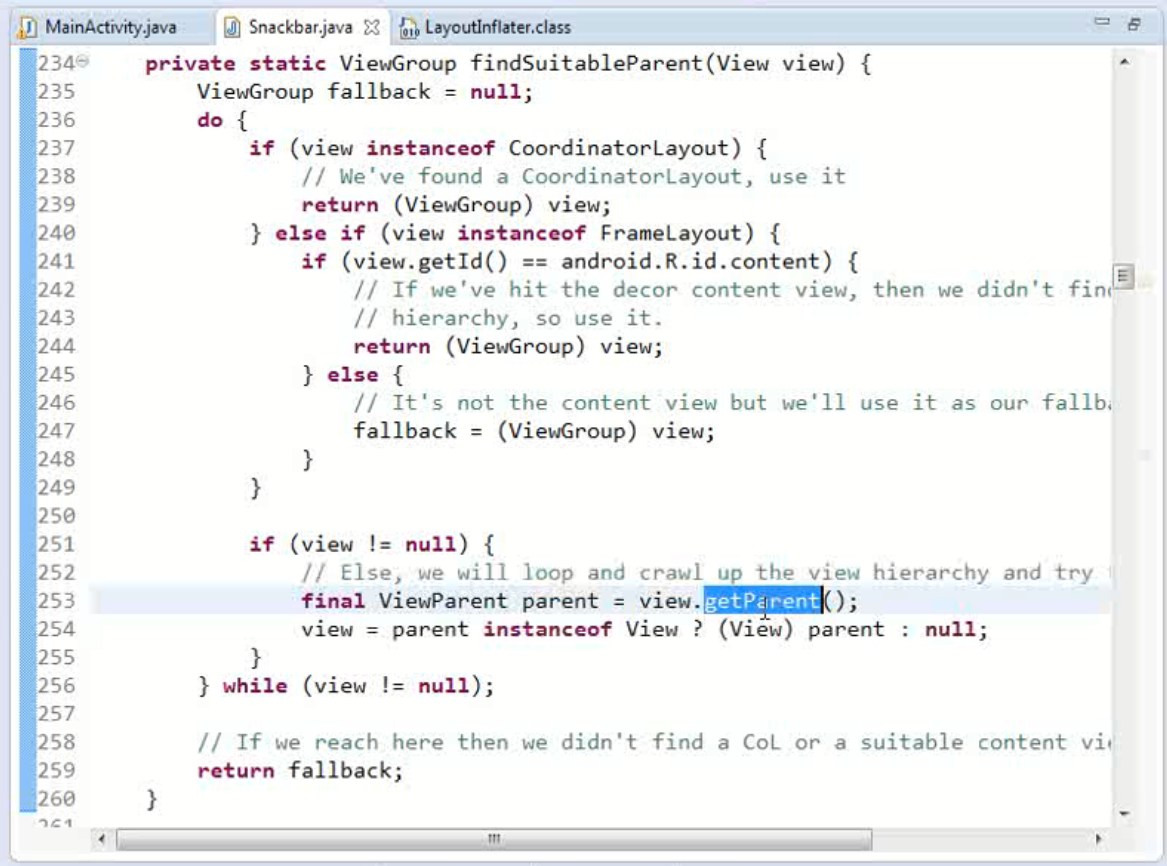 MainActivity.java Snackbar.java LayoutInflater.class
234 private static ViewGroup findSuitableParent(View view) {
235 ViewGroup fallback = null;
236 do {
237 if (view instanceof CoordinatorLayout) {
238 // We've found a CoordinatorLayout, use it
239 return (ViewGroup) view;
240 } else if (view instanceof FrameLayout) {
241 if (view.getId() == android.R.id.content) {
242 // If we've hit the decor content view, then we didn't fin
243 // hierarchy, so use it.
244 return (ViewGroup) view;
245 } else {
246 // It's not the content view but we'll use it as our fallb
247 fallback = (ViewGroup) view;
248 }
249 }
250
251 if (view != null) {
252 // Else, we will loop and crawl up the view hierarchy and try
253 final ViewParent parent = view.getParent();
254 view = parent instanceof View ? (View) parent : null;
255 }
256 } while (view != null);
257
258 // If we reach here then we didn't find a CoL or a suitable content vi
259 return fallback;
260 }
261